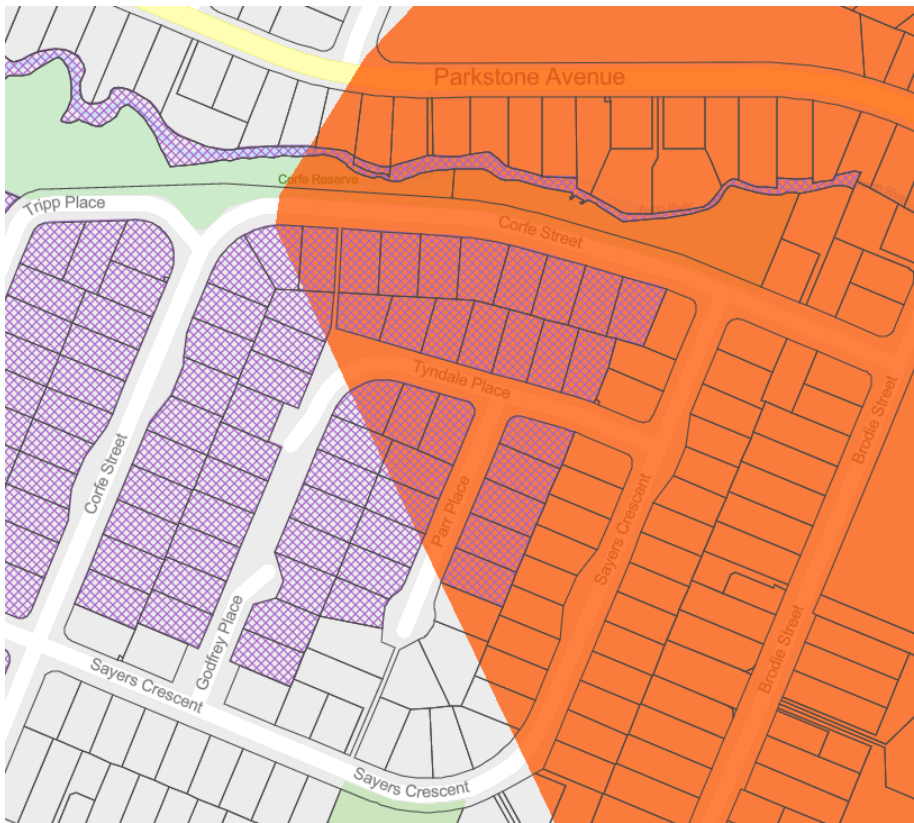 Parkstone Avenue
Corfe Reserve
Tripp Place
Corfe Street
Tyndale Place
Corfe Street
Parr Place
Sayers Crescent
Brodie Street
Godfrey Place
Sayers Crescent
Brodie Street
Sayers Crescent